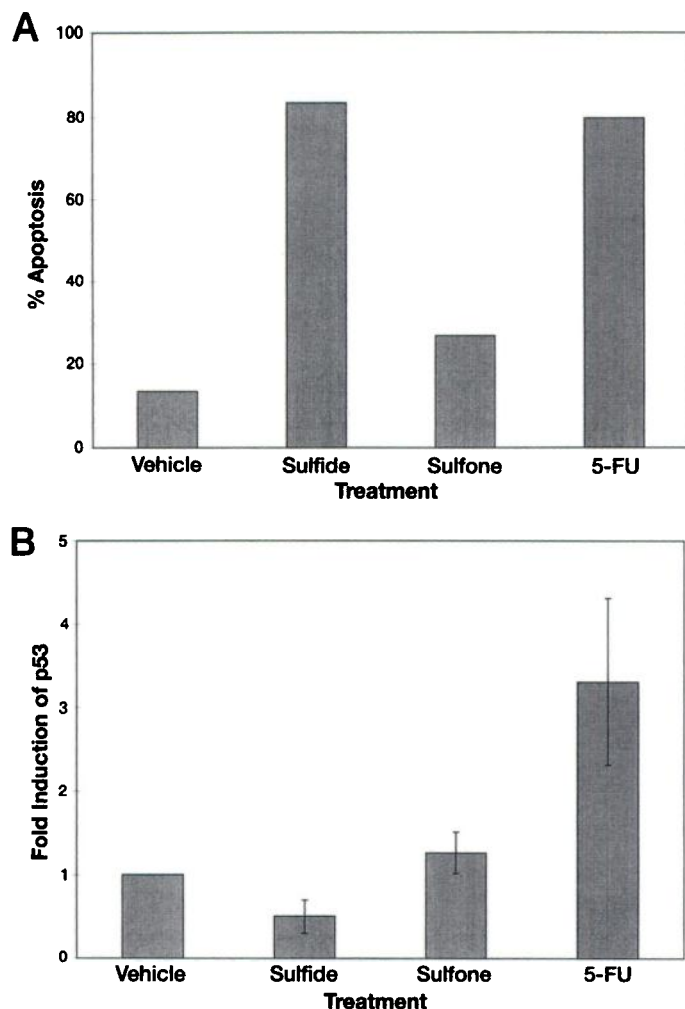 A
100
80
60
40
20
0
% Apoptosis
Vehicle Sulfide Sulfone 5-FU
Treatment
B
5
4
3
2
1
0
Fold Induction of p53
Vehicle Sulfide Sulfone 5-FU
Treatment